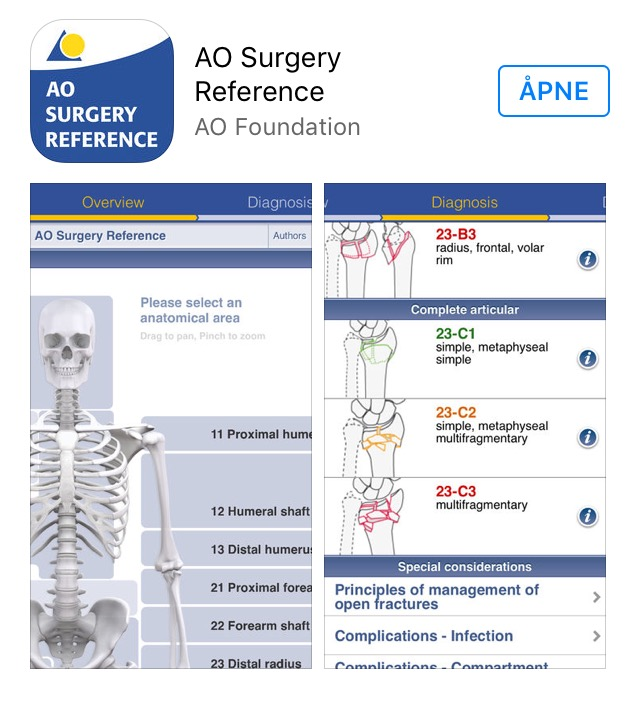 AO
SURGERY
REFERENCE
AO Surgery
Reference
AO Foundation
ÅPNE
Overview
Diagnosis
AO Surgery Reference
Authors
Please select an
anatomical area
Drag to pan, Pinch to zoom
11 Proximal hume
12 Humeral shaft
13 Distal humerus
21 Proximal forea
22 Forearm shaft
23 Distal radius
Diagnosis
23-B3
radius, frontal, volar
rim
Complete articular
23-C1
simple, metaphyseal
simple
23-C2
simple, metaphyseal
multifragmentary
23-C3
multifragmentary
Special considerations
Principles of management of
open fractures
Complications - Infection
Complications - Compartment